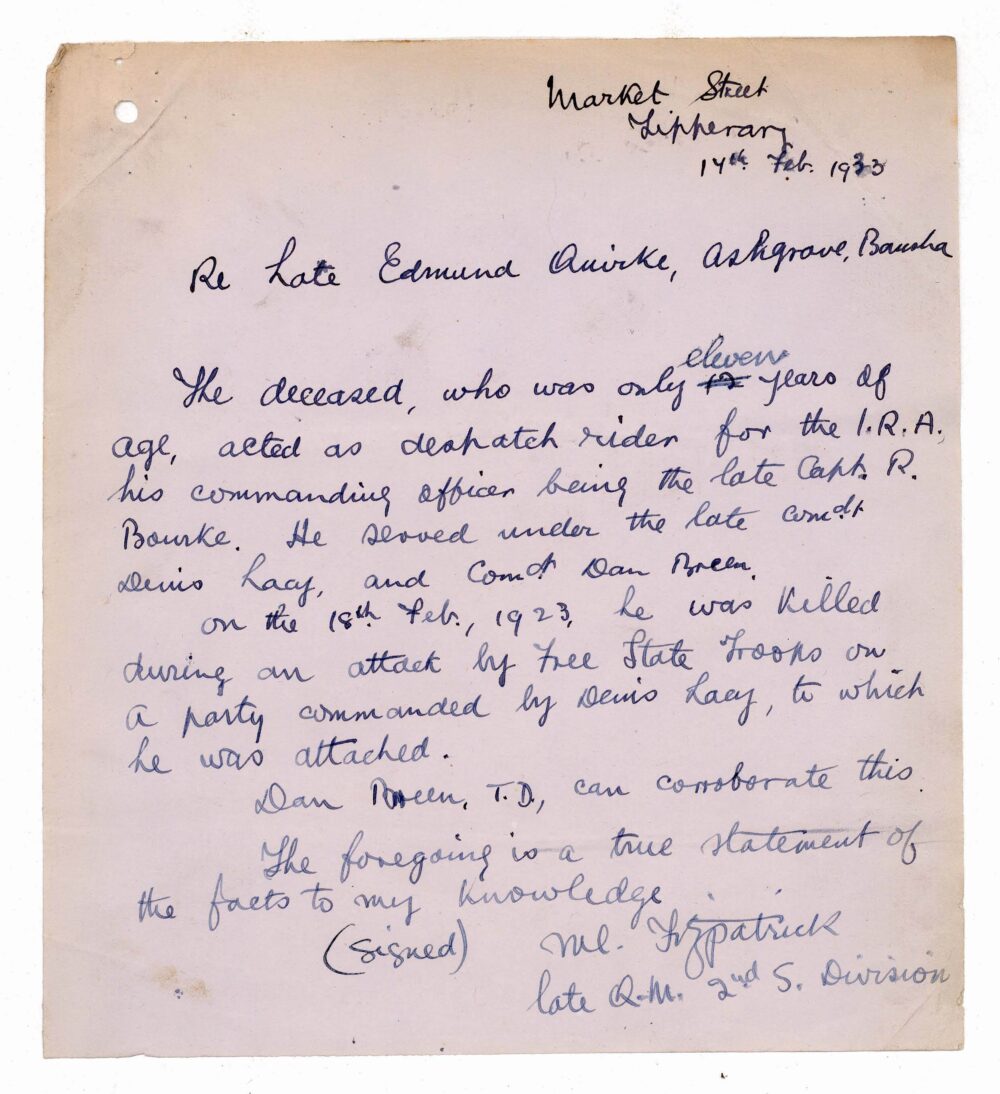 Market Street
Tipperary
14th Feb. 1933
Re Late Edmund Quirke, Ashgrove, Bansha
eleven
The deceased, who was only 12 years of
age, acted as despatch rider for the I.R.A.,
his commanding officer being the late Capt. R.
Bourke. He served under the late Comdt
Denis Lacy, and Comdt Dan Breen.
On the 18th Feb., 1923, he was killed
during an attack by Free State Troops on
a party commanded by Denis Lacy, to which
he was attached.
Dan Breen, T.D., can corroborate this.
The foregoing is a true statement of
the facts to my knowledge.
(signed) Ml. Fitzpatrick
late Q.M. 2nd S. Division